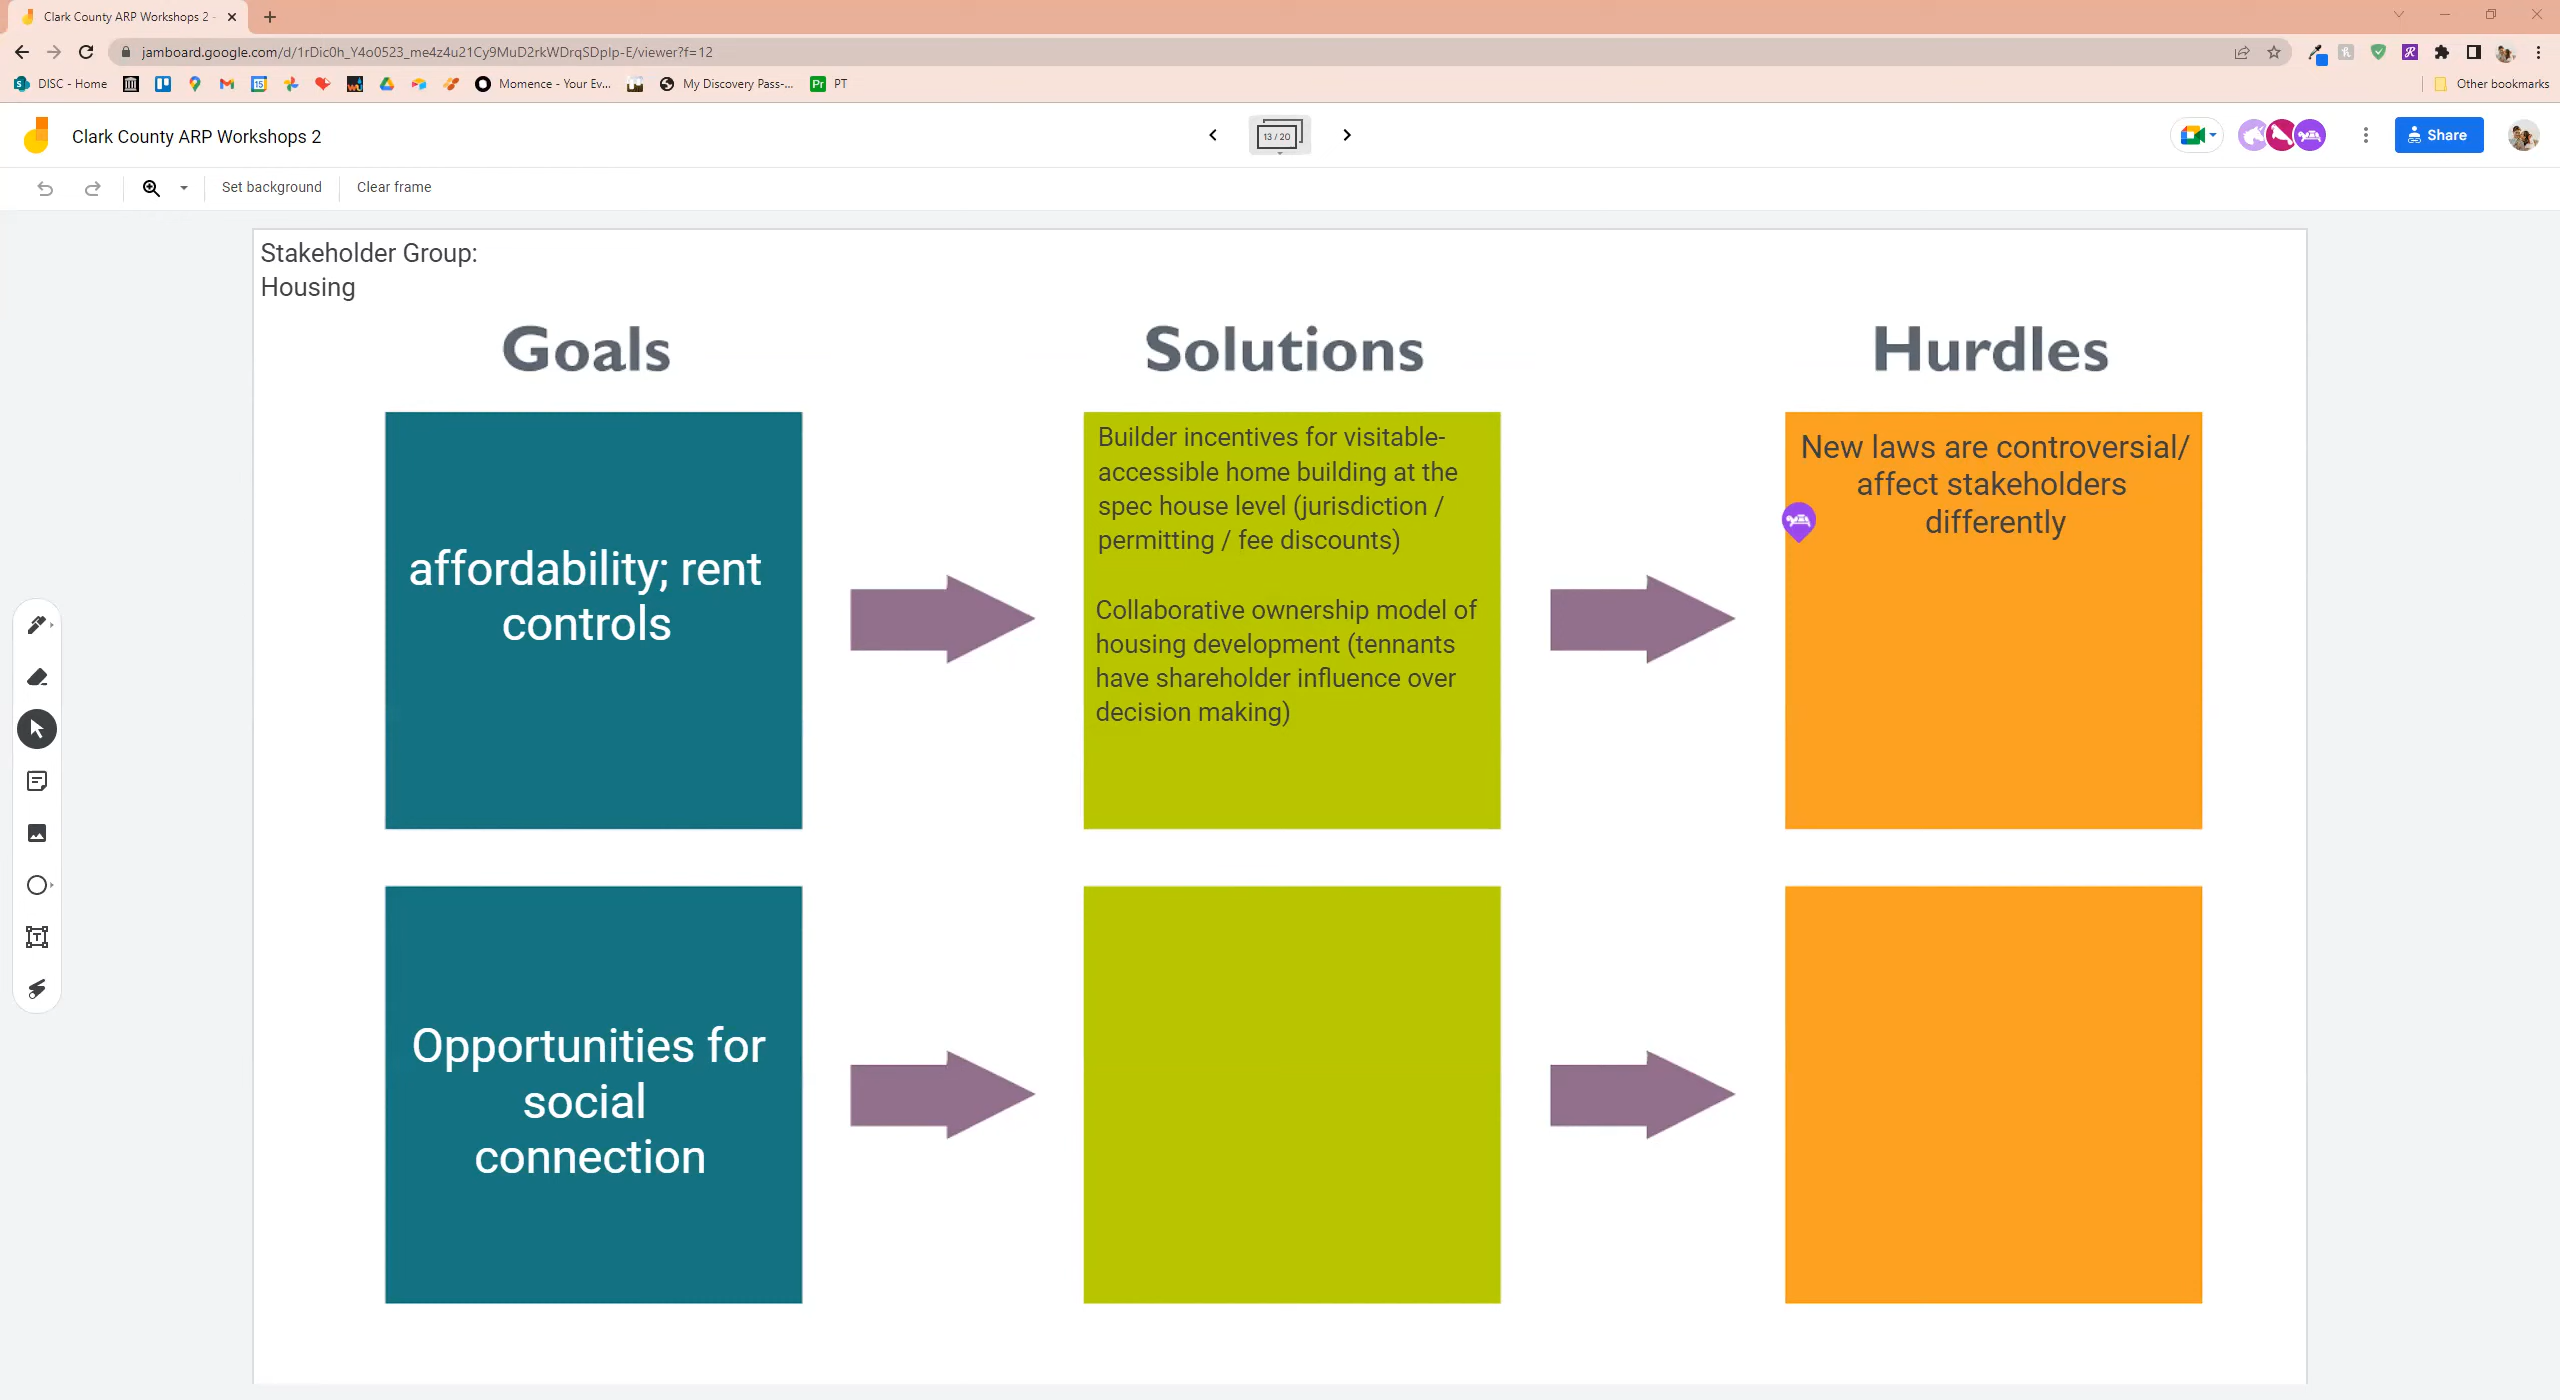 Clark County ARP Workshops 2 -
jamboard.google.com/d/1rDic0h_Y4o0523_me4z4u21Cy9MuD2rkWDrqSDpIp-E/viewer?f=12
DISC - Home
Momence - Your Ev...
My Discovery Pass-...
Pr PT
Other bookmarks
Clark County ARP Workshops 2
13 / 20
Share
Set background
Clear frame
Stakeholder Group:
Housing
Goals
Solutions
Hurdles
affordability; rent
controls
Builder incentives for visitable-
accessible home building at the
spec house level (jurisdiction /
permitting / fee discounts)
Collaborative ownership model of
housing development (tennants
have shareholder influence over
decision making)
New laws are controversial/
affect stakeholders
differently
Opportunities for
social
connection